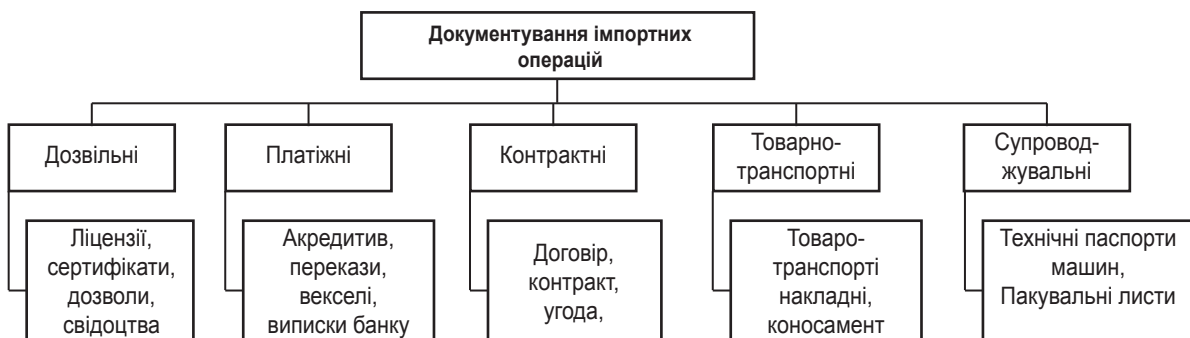 Документування імпортних
операцій
Дозвільні
Платіжні
Контрактні
Товарно-
транспортні
Супровод-
жувальні
Ліцензії,
сертифікати,
дозволи,
свідоцтва
Акредитив,
перекази,
векселі,
виписки банку
Договір,
контракт,
угода,
Товаро-
транспорті
накладні,
коносамент
Технічні паспорти
машин,
Пакувальні листи